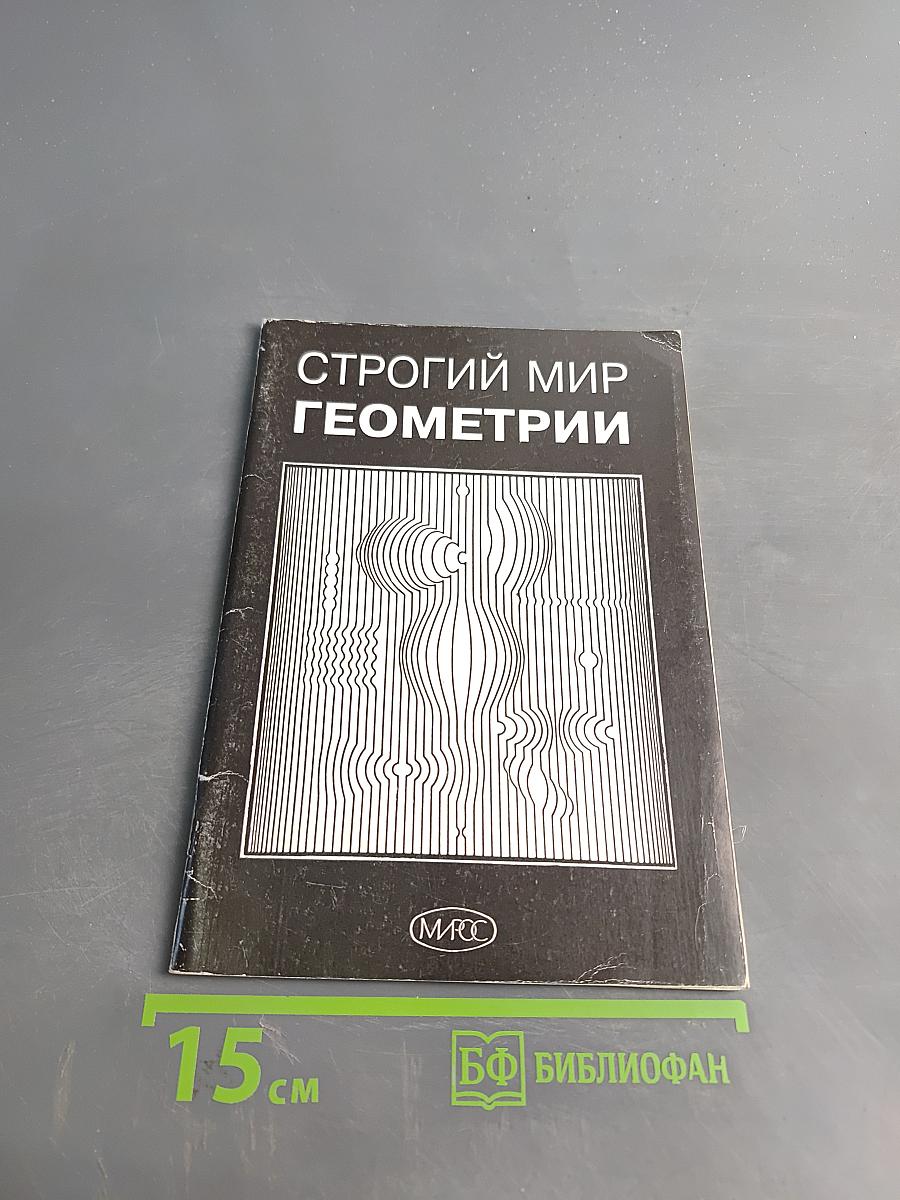 СТРОГИЙ МИР
ГЕОМЕТРИИ
МИРОС
15 см
БФ БИБЛИОФАН